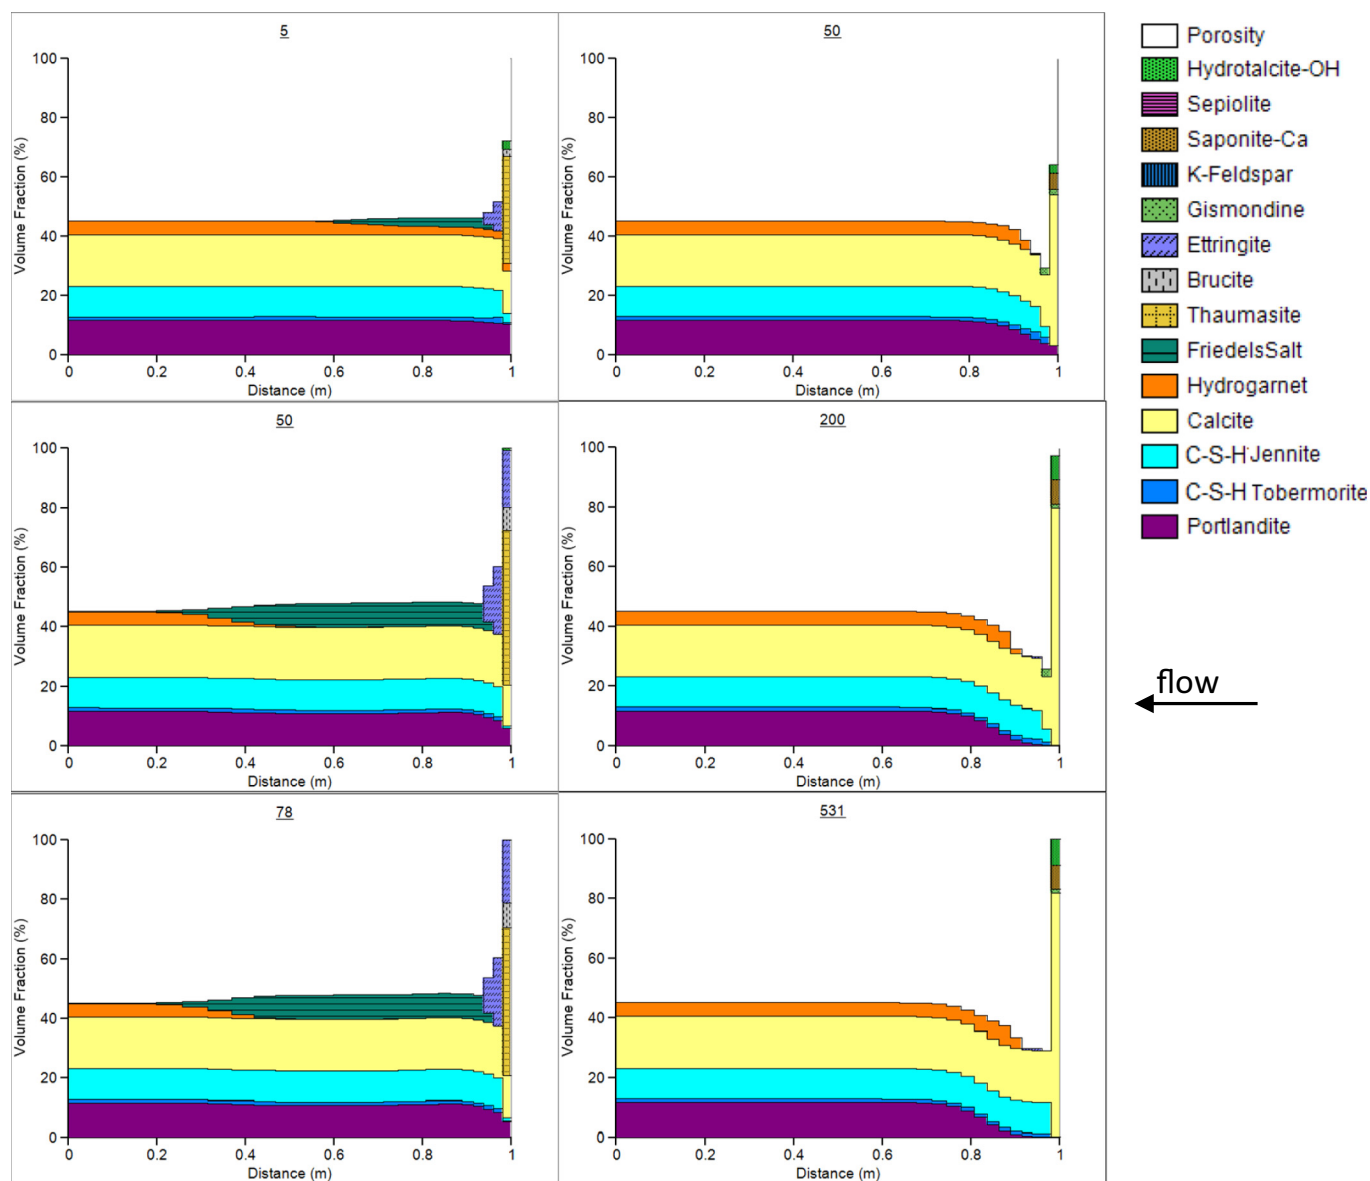 5
100
80
60
40
20
0
Volume Fraction (%)
0 0.2 0.4 0.6 0.8 1
Distance (m)
50
100
80
60
40
20
0
Volume Fraction (%)
0 0.2 0.4 0.6 0.8 1
Distance (m)
50
100
80
60
40
20
0
Volume Fraction (%)
0 0.2 0.4 0.6 0.8 1
Distance (m)
200
100
80
60
40
20
0
Volume Fraction (%)
0 0.2 0.4 0.6 0.8 1
Distance (m)
78
100
80
60
40
20
0
Volume Fraction (%)
0 0.2 0.4 0.6 0.8 1
Distance (m)
531
100
80
60
40
20
0
Volume Fraction (%)
0 0.2 0.4 0.6 0.8 1
Distance (m)
Porosity
Hydrotalcite-OH
Sepiolite
Saponite-Ca
K-Feldspar
Gismondine
Ettringite
Brucite
Thaumasite
FriedelsSalt
Hydrogarnet
Calcite
C-S-H Jennite
C-S-H Tobermorite
Portlandite
flow